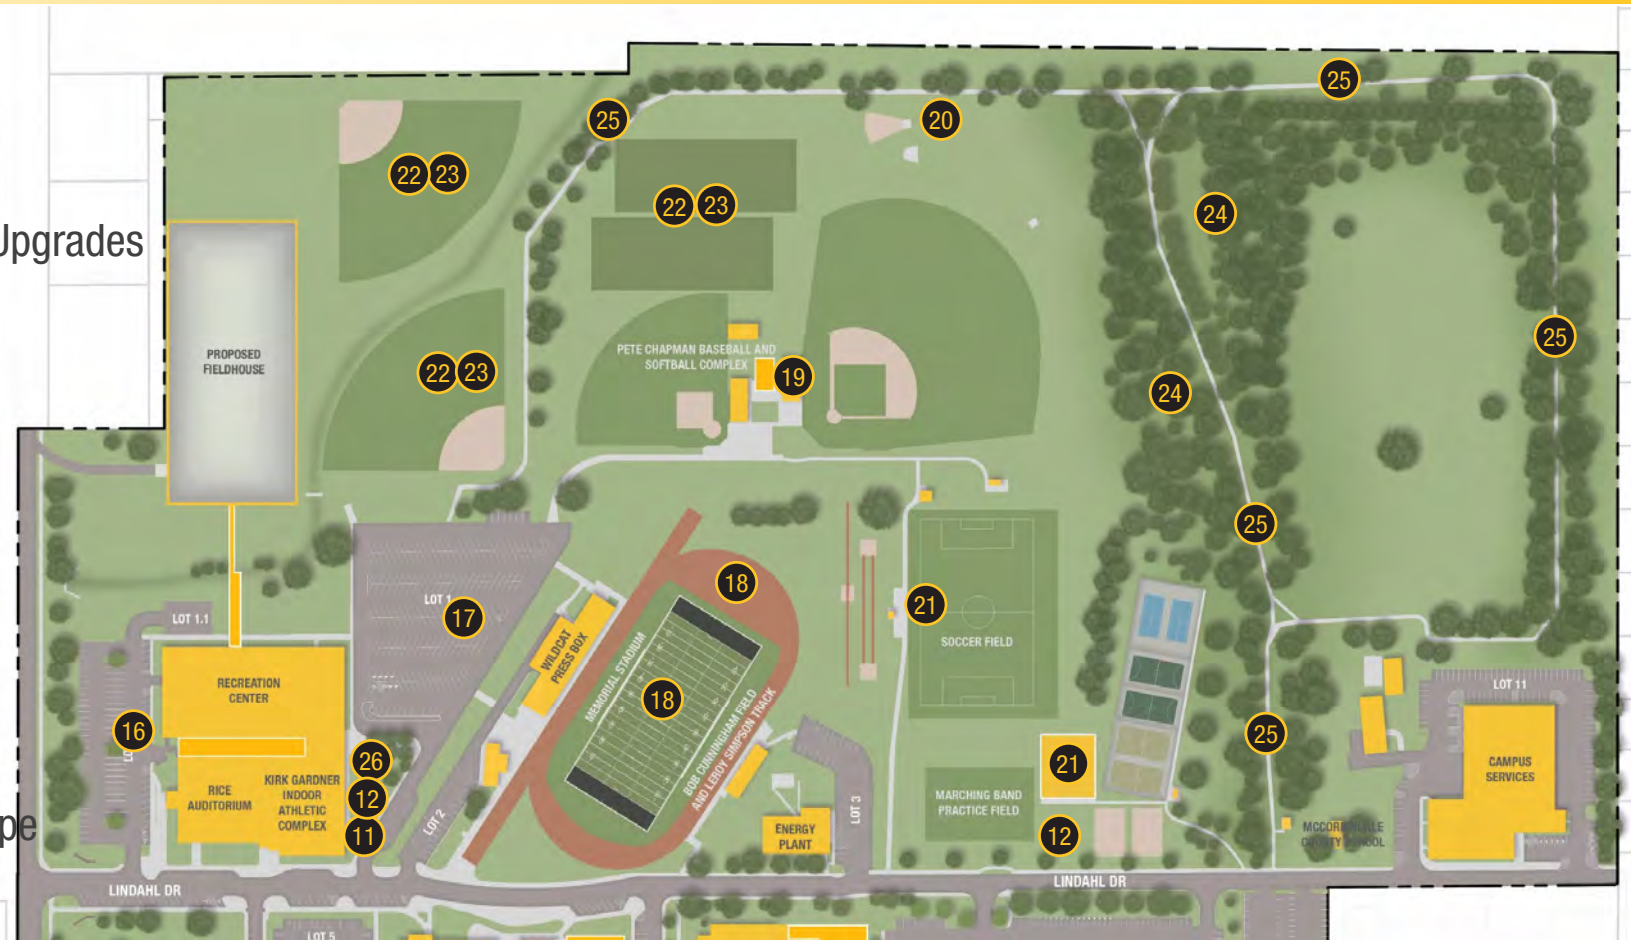 25
25
20
22 23
22 23
24
Upgrades
25
PROPOSED
FIELDHOUSE
PETE CHAPMAN BASEBALL AND
SOFTBALL COMPLEX
19
22 23
24
25
LOT 1
17
18
21
SOCCER FIELD
LOT 1.1
WILDCAT
PRESS BOX
MEMORIAL STADIUM
18
BOB CUNNINGHAM FIELD
AND LEROY SIMPSON TRACK
RECREATION
CENTER
16
LOT 11
25
26
12
11
RICE
AUDITORIUM
KIRK GARDNER
INDOOR
ATHLETIC
COMPLEX
21
CAMPUS
SERVICES
MARCHING BAND
PRACTICE FIELD
LOT 2
LOT 3
ENERGY
PLANT
12
pe
LINDAHL DR
LINDAHL DR
LOT 5